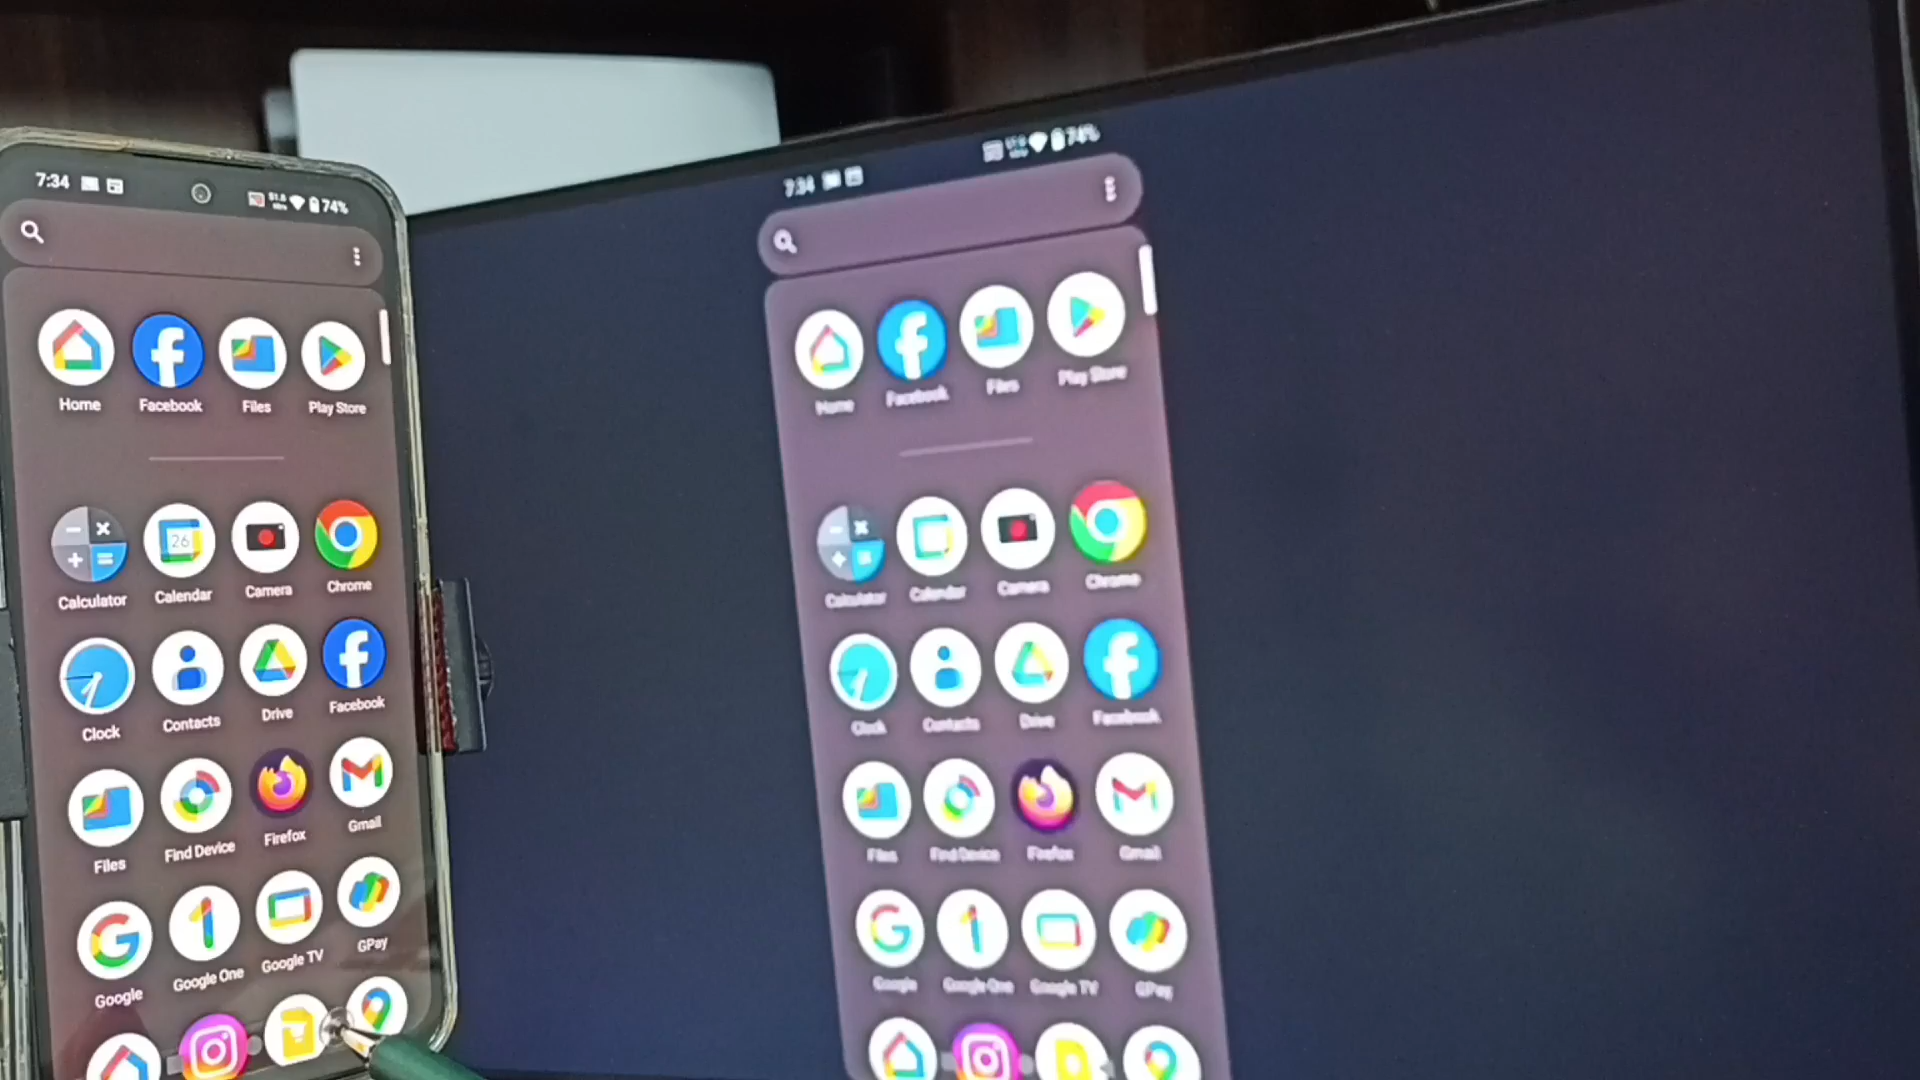 7:34 74%
Home Facebook Files Play Store
26
Calculator Calendar Camera Chrome
Clock Contacts Drive Facebook
Files Find Device Firefox Gmail
Google Google One Google TV GPay
7:34 74%
Home Facebook Files Play Store
Calculator Calendar Camera Chrome
Clock Contacts Drive Facebook
Files Find Device Firefox Gmail
Google Google One Google TV GPay